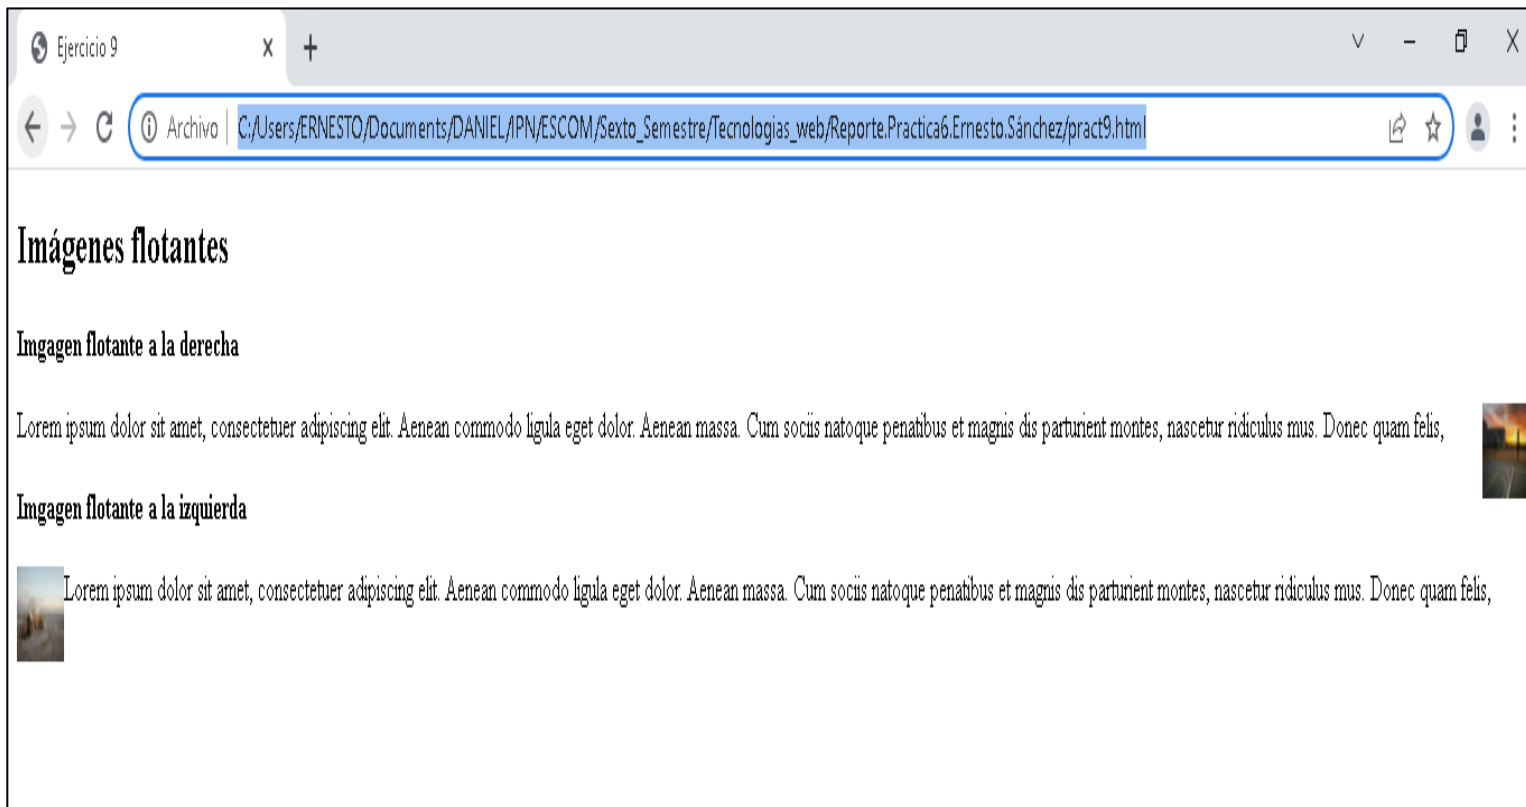 Ejercicio 9
Archivo C:/Users/ERNESTO/Documents/DANIEL/IPN/ESCOM/Sexto_Semestre/Tecnologias_web/Reporte.Practica6.Ernesto.Sánchez/pract9.html
Imágenes flotantes
Imgagen flotante a la derecha
Lorem ipsum dolor sit amet, consectetuer adipiscing elit. Aenean commodo ligula eget dolor. Aenean massa. Cum sociis natoque penatibus et magnis dis parturient montes, nascetur ridiculus mus. Donec quam felis,
Imgagen flotante a la izquierda
Lorem ipsum dolor sit amet, consectetuer adipiscing elit. Aenean commodo ligula eget dolor. Aenean massa. Cum sociis natoque penatibus et magnis dis parturient montes, nascetur ridiculus mus. Donec quam felis,